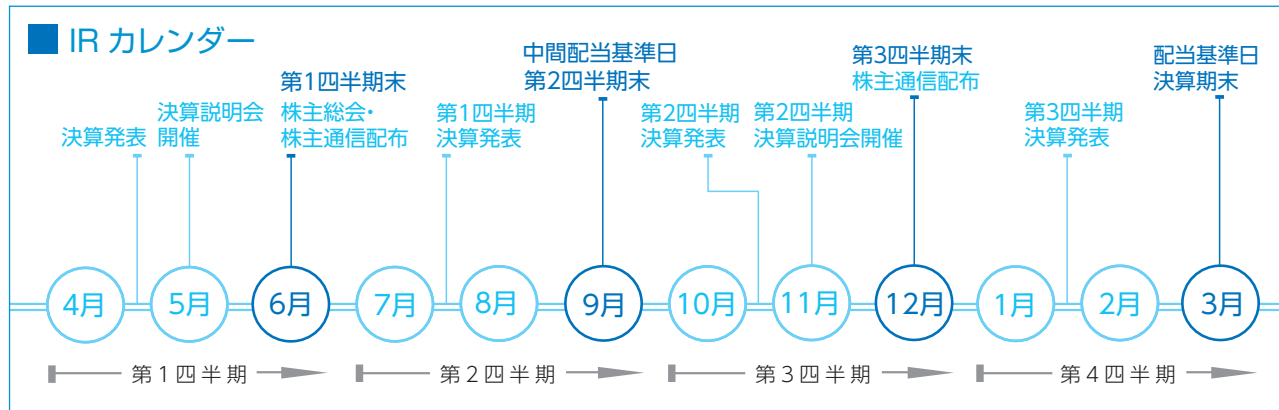 IR カレンダー
決算発表
決算説明会
開催
第1四半期末
株主総会・
株主通信配布
第1四半期
決算発表
中間配当基準日
第2四半期末
第2四半期
決算発表
第2四半期
決算説明会開催
第3四半期末
株主通信配布
第3四半期
決算発表
配当基準日
決算期末
4月
5月
6月
7月
8月
9月
10月
11月
12月
1月
2月
3月
第1四半期
第2四半期
第3四半期
第4四半期